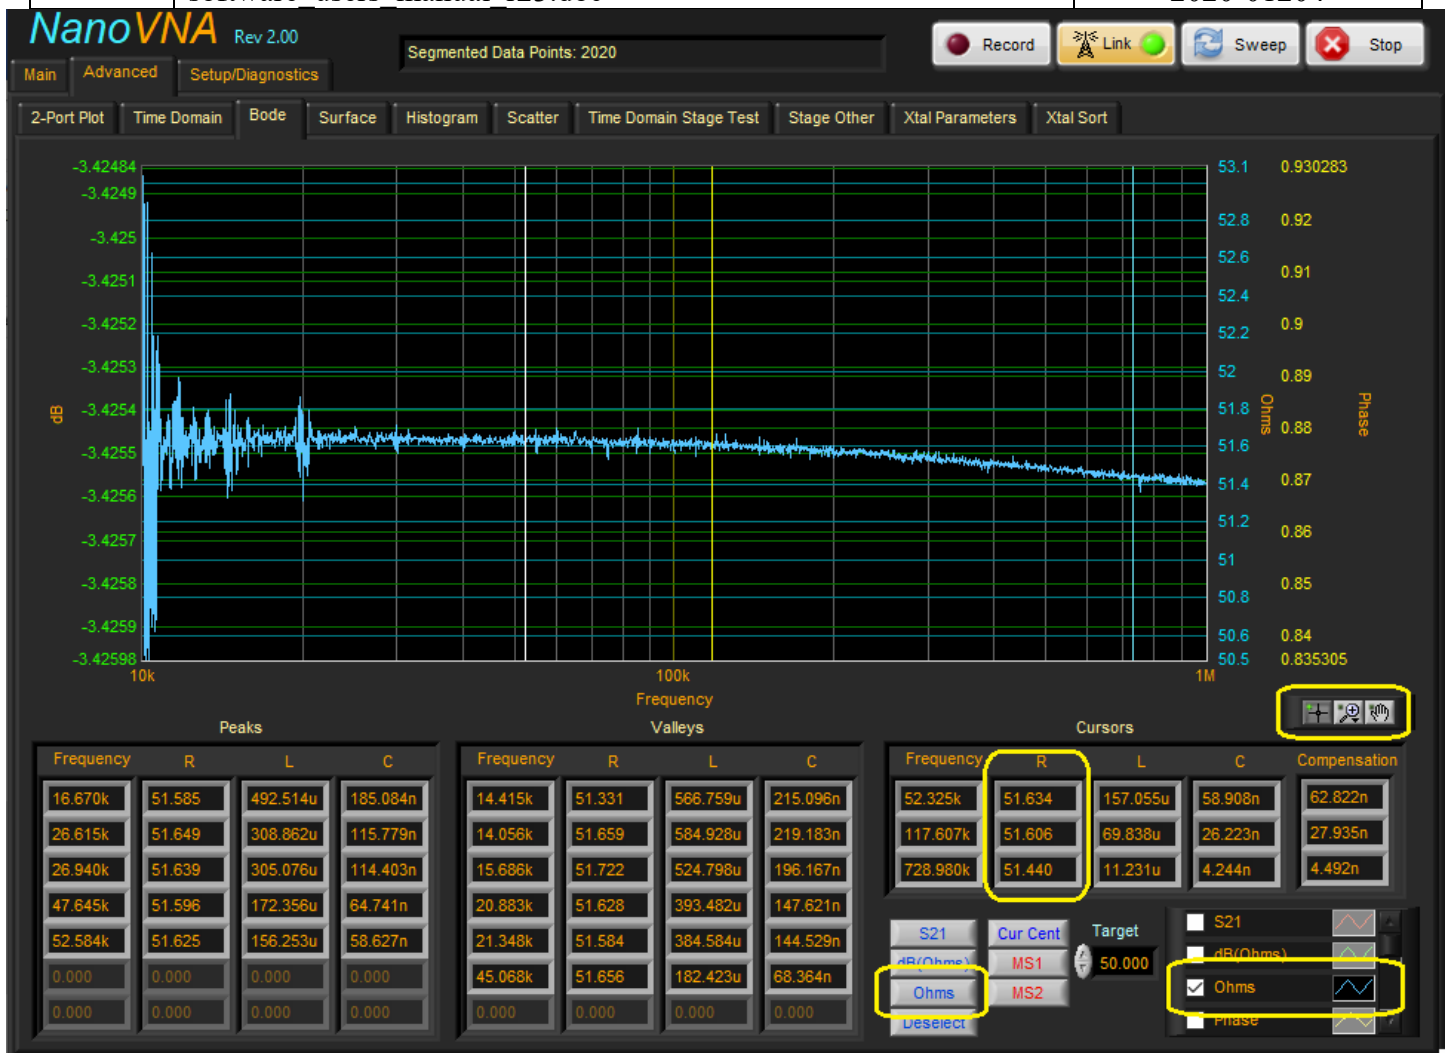 NanoVNA Rev 2.00
Segmented Data Points: 2020
Record Link Sweep Stop
Main Advanced Setup/Diagnostics
2-Port Plot Time Domain Bode Surface Histogram Scatter Time Domain Stage Test Stage Other Xtal Parameters Xtal Sort
-3.42484
-3.4249
-3.425
-3.4251
-3.4252
-3.4253
-3.4254
-3.4255
-3.4256
-3.4257
-3.4258
-3.4259
-3.42598
dB
53.1
52.8
52.6
52.4
52.2
52
51.8
51.6
51.4
51.2
51
50.8
50.6
50.5
Ohms
0.930283
0.92
0.91
0.9
0.89
0.88
0.87
0.86
0.85
0.84
0.835305
Phase
10k 100k 1M
Frequency
Peaks
Frequency R L C
16.670k 51.585 492.514u 185.084n
26.615k 51.649 308.862u 115.779n
26.940k 51.639 305.076u 114.403n
47.645k 51.596 172.356u 64.741n
52.584k 51.625 156.253u 58.627n
0.000 0.000 0.000 0.000
0.000 0.000 0.000 0.000
Valleys
Frequency R L C
14.415k 51.331 566.759u 215.096n
14.056k 51.659 584.928u 219.183n
15.686k 51.722 524.798u 196.167n
20.883k 51.628 393.482u 147.621n
21.348k 51.584 384.584u 144.529n
45.068k 51.656 182.423u 68.364n
0.000 0.000 0.000 0.000
Cursors
Frequency R L C Compensation
52.325k 51.634 157.055u 58.908n 62.822n
117.607k 51.606 69.838u 26.223n 27.935n
728.980k 51.440 11.231u 4.244n 4.492n
S21 Cur Cent Target
dB(Ohms) MS1 50.000
Ohms MS2
Deselect
S21
dB(Ohms)
Ohms
Phase